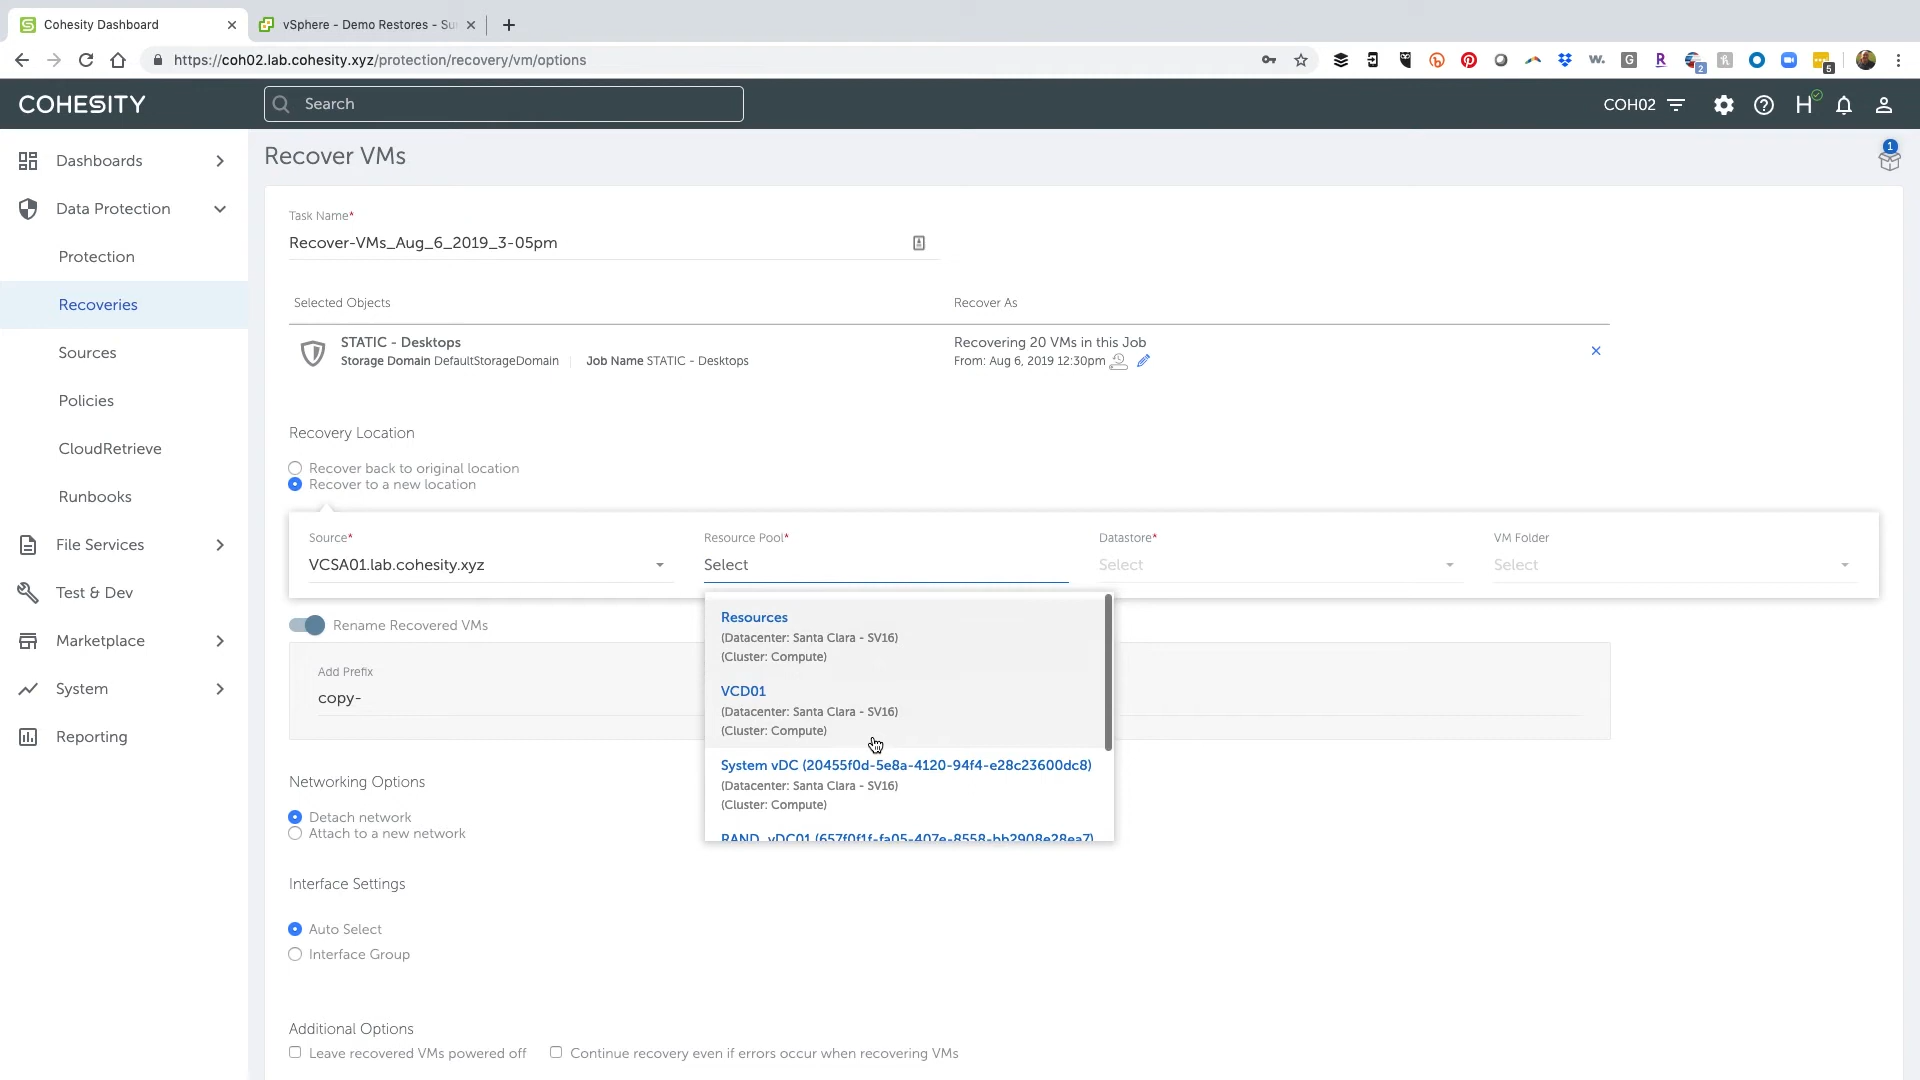 Cohesity Dashboard
vSphere - Demo Restores - Su
https://coh02.lab.cohesity.xyz/protection/recovery/vm/options
COHESITY
Search
COH02
Dashboards
Data Protection
Protection
Recoveries
Sources
Policies
CloudRetrieve
Runbooks
File Services
Test & Dev
Marketplace
System
Reporting
Recover VMs
1
Task Name*
Recover-VMs_Aug_6_2019_3-05pm
Selected Objects
Recover As
STATIC - Desktops
Storage Domain DefaultStorageDomain
Job Name STATIC - Desktops
Recovering 20 VMs in this Job
From: Aug 6, 2019 12:30pm
Recovery Location
Recover back to original location
Recover to a new location
Source*
VCSA01.lab.cohesity.xyz
Resource Pool*
Select
Datastore*
Select
VM Folder
Select
Resources
(Datacenter: Santa Clara - SV16)
(Cluster: Compute)
VCD01
(Datacenter: Santa Clara - SV16)
(Cluster: Compute)
System vDC (20455f0d-5e8a-4120-94f4-e28c23600dc8)
(Datacenter: Santa Clara - SV16)
(Cluster: Compute)
RAND_vDC01 (657f0f1f-fa05-407e-8558-bb2908e28ea7)
Rename Recovered VMs
Add Prefix
copy-
Networking Options
Detach network
Attach to a new network
Interface Settings
Auto Select
Interface Group
Additional Options
Leave recovered VMs powered off
Continue recovery even if errors occur when recovering VMs